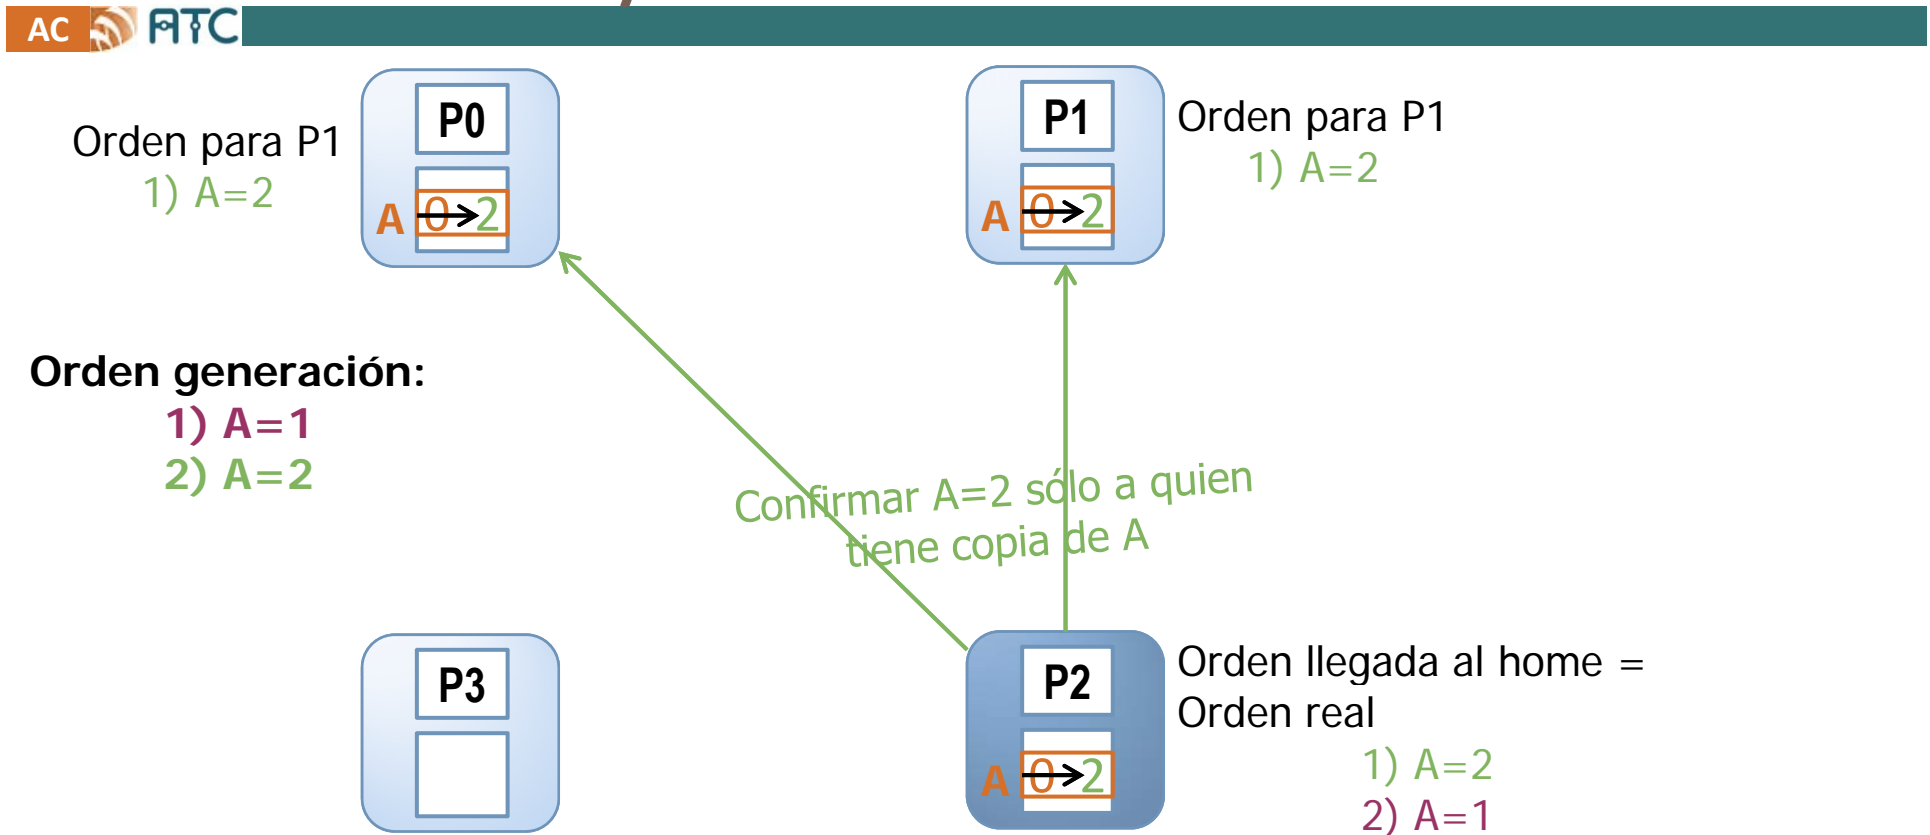 AC ATC
Orden para P1
1) A=2
P0
A 0→2
P1
A 0→2
Orden para P1
1) A=2
Orden generación:
1) A=1
2) A=2
Confirmar A=2 sólo a quien
tiene copia de A
P3
P2
A 0→2
Orden llegada al home =
Orden real
1) A=2
2) A=1